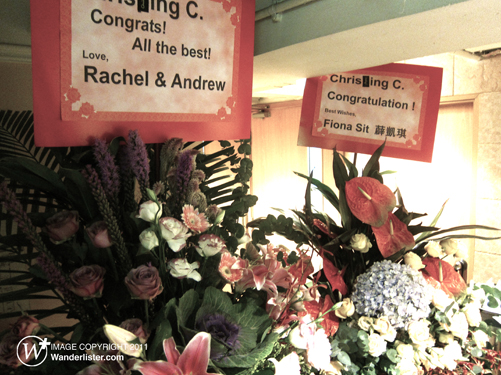 C.
Congrats!
All the best!
Love,
Rachel & Andrew
C.
Congratulation !
Best Wishes,
Fiona Sit 薛凱琪
IMAGE COPYRIGHT 2011
Wanderlister.com
W+